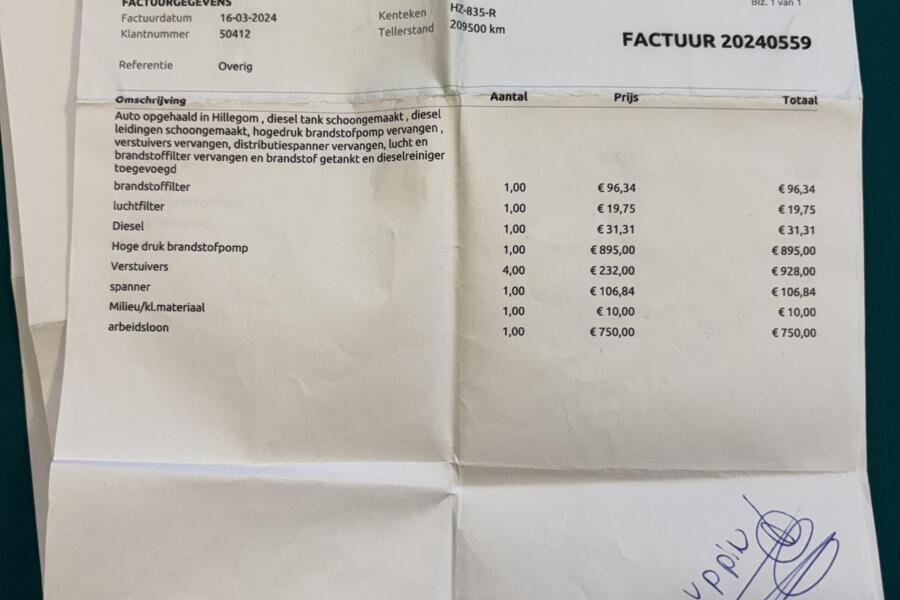 FACTUURGEGEVENS
Factuurdatum 16-03-2024
Klantnummer 50412
Referentie Overig
Kenteken HZ-835-R
Tellerstand 209500 km
Blz. 1 van 1
FACTUUR 20240559
Omschrijving Aantal Prijs Totaal
Auto opgehaald in Hillegom , diesel tank schoongemaakt , diesel
leidingen schoongemaakt, hogedruk brandstofpomp vervangen ,
verstuivers vervangen, distributiespanner vervangen, lucht en
brandstoffilter vervangen en brandstof getankt en dieselreiniger
toegevoegd
brandstoffilter 1,00 € 96,34 € 96,34
luchtfilter 1,00 € 19,75 € 19,75
Diesel 1,00 € 31,31 € 31,31
Hoge druk brandstofpomp 1,00 € 895,00 € 895,00
Verstuivers 4,00 € 232,00 € 928,00
spanner 1,00 € 106,84 € 106,84
Milieu/kl.materiaal 1,00 € 10,00 € 10,00
arbeidsloon 1,00 € 750,00 € 750,00